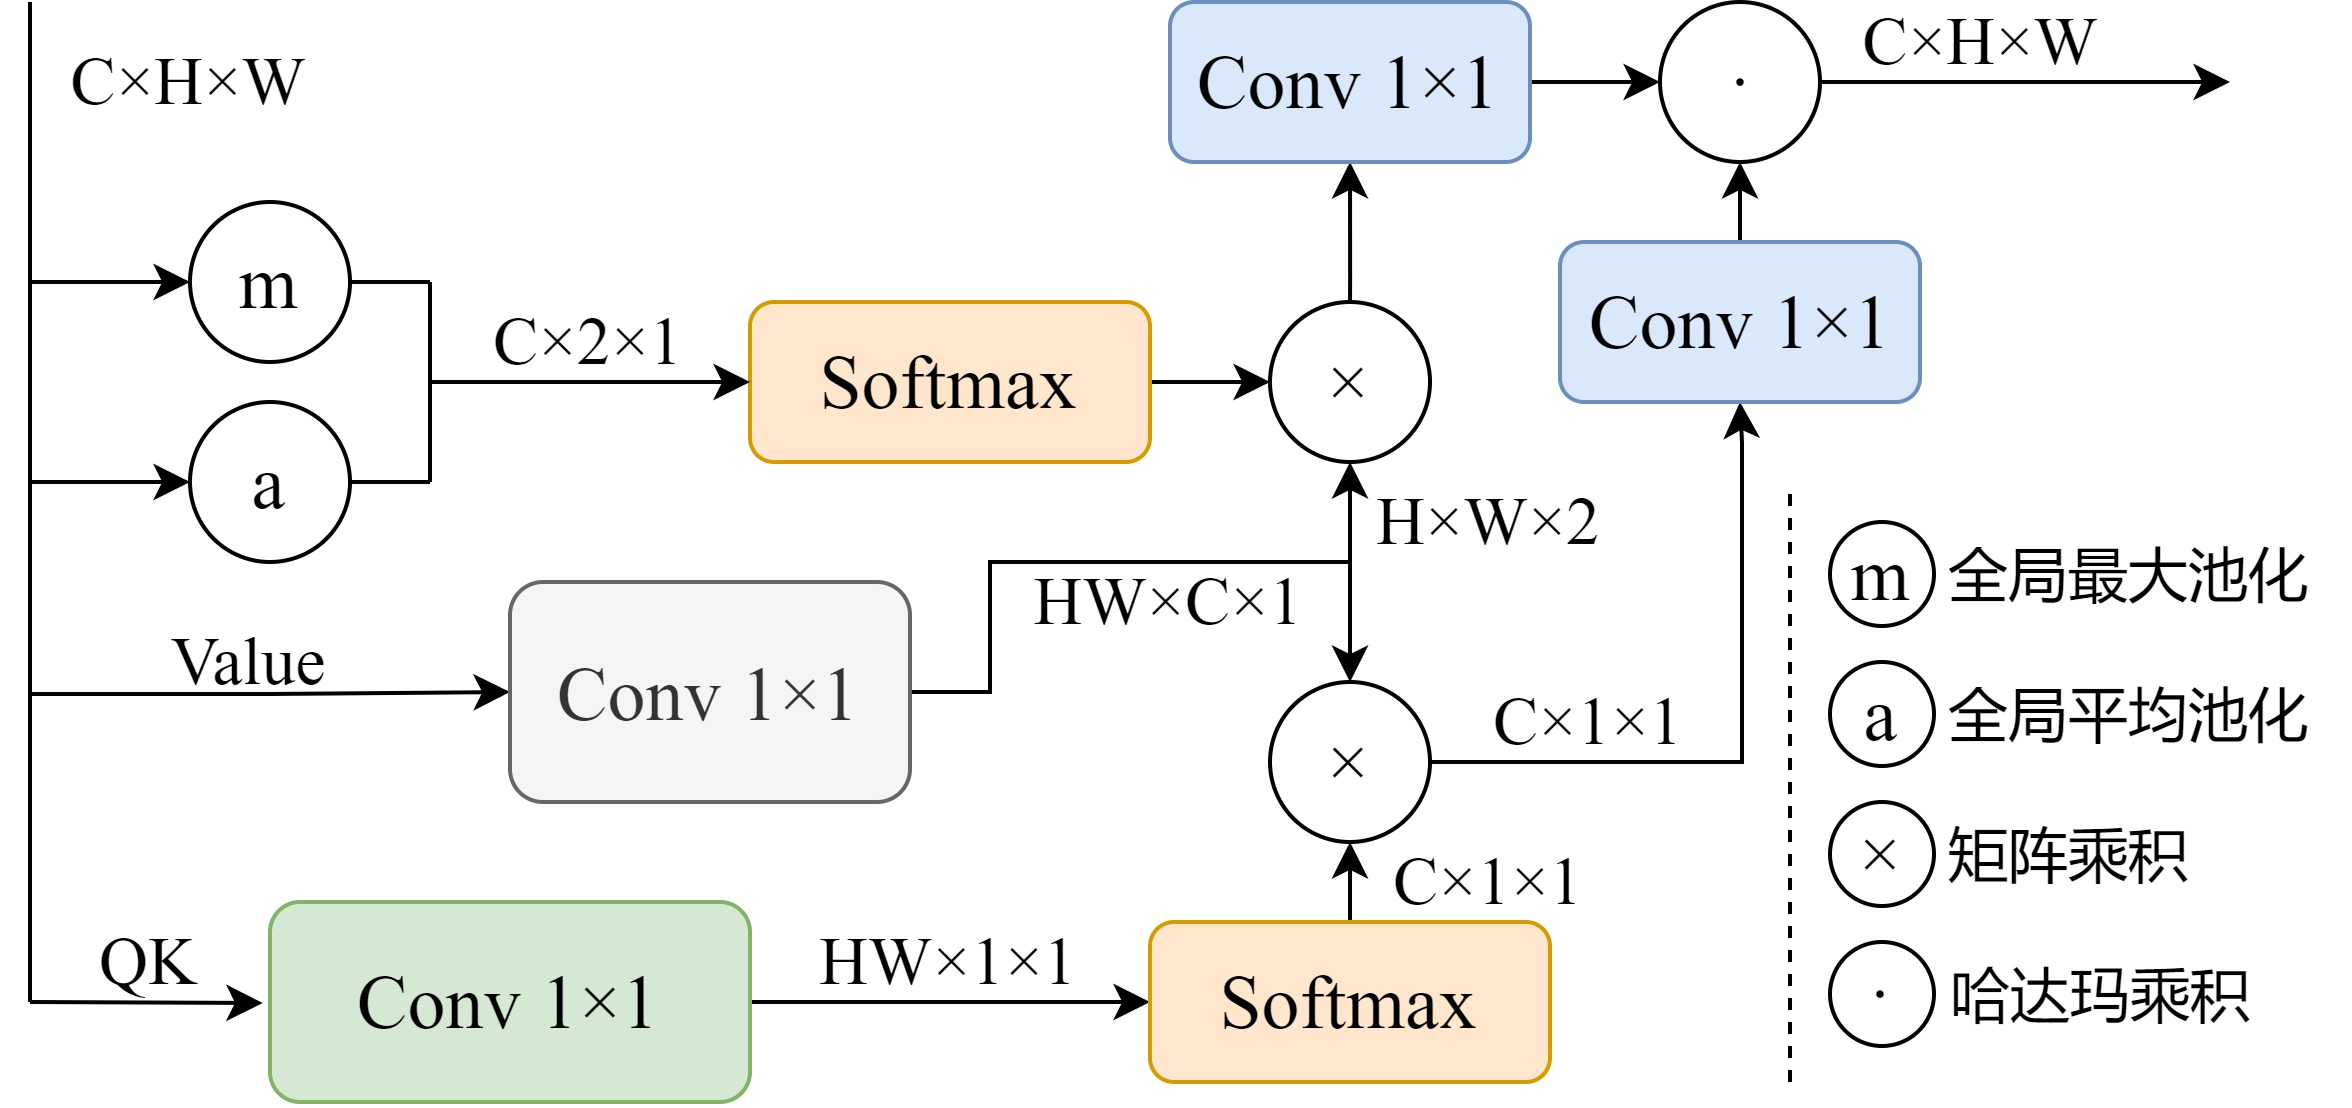 C×H×W
Conv 1×1
·
C×H×W
m
C×2×1
Softmax
×
Conv 1×1
a
H×W×2
HW×C×1
Value
Conv 1×1
×
C×1×1
C×1×1
QK
Conv 1×1
HW×1×1
Softmax
m 全局最大池化
a 全局平均池化
× 矩阵乘积
· 哈达玛乘积